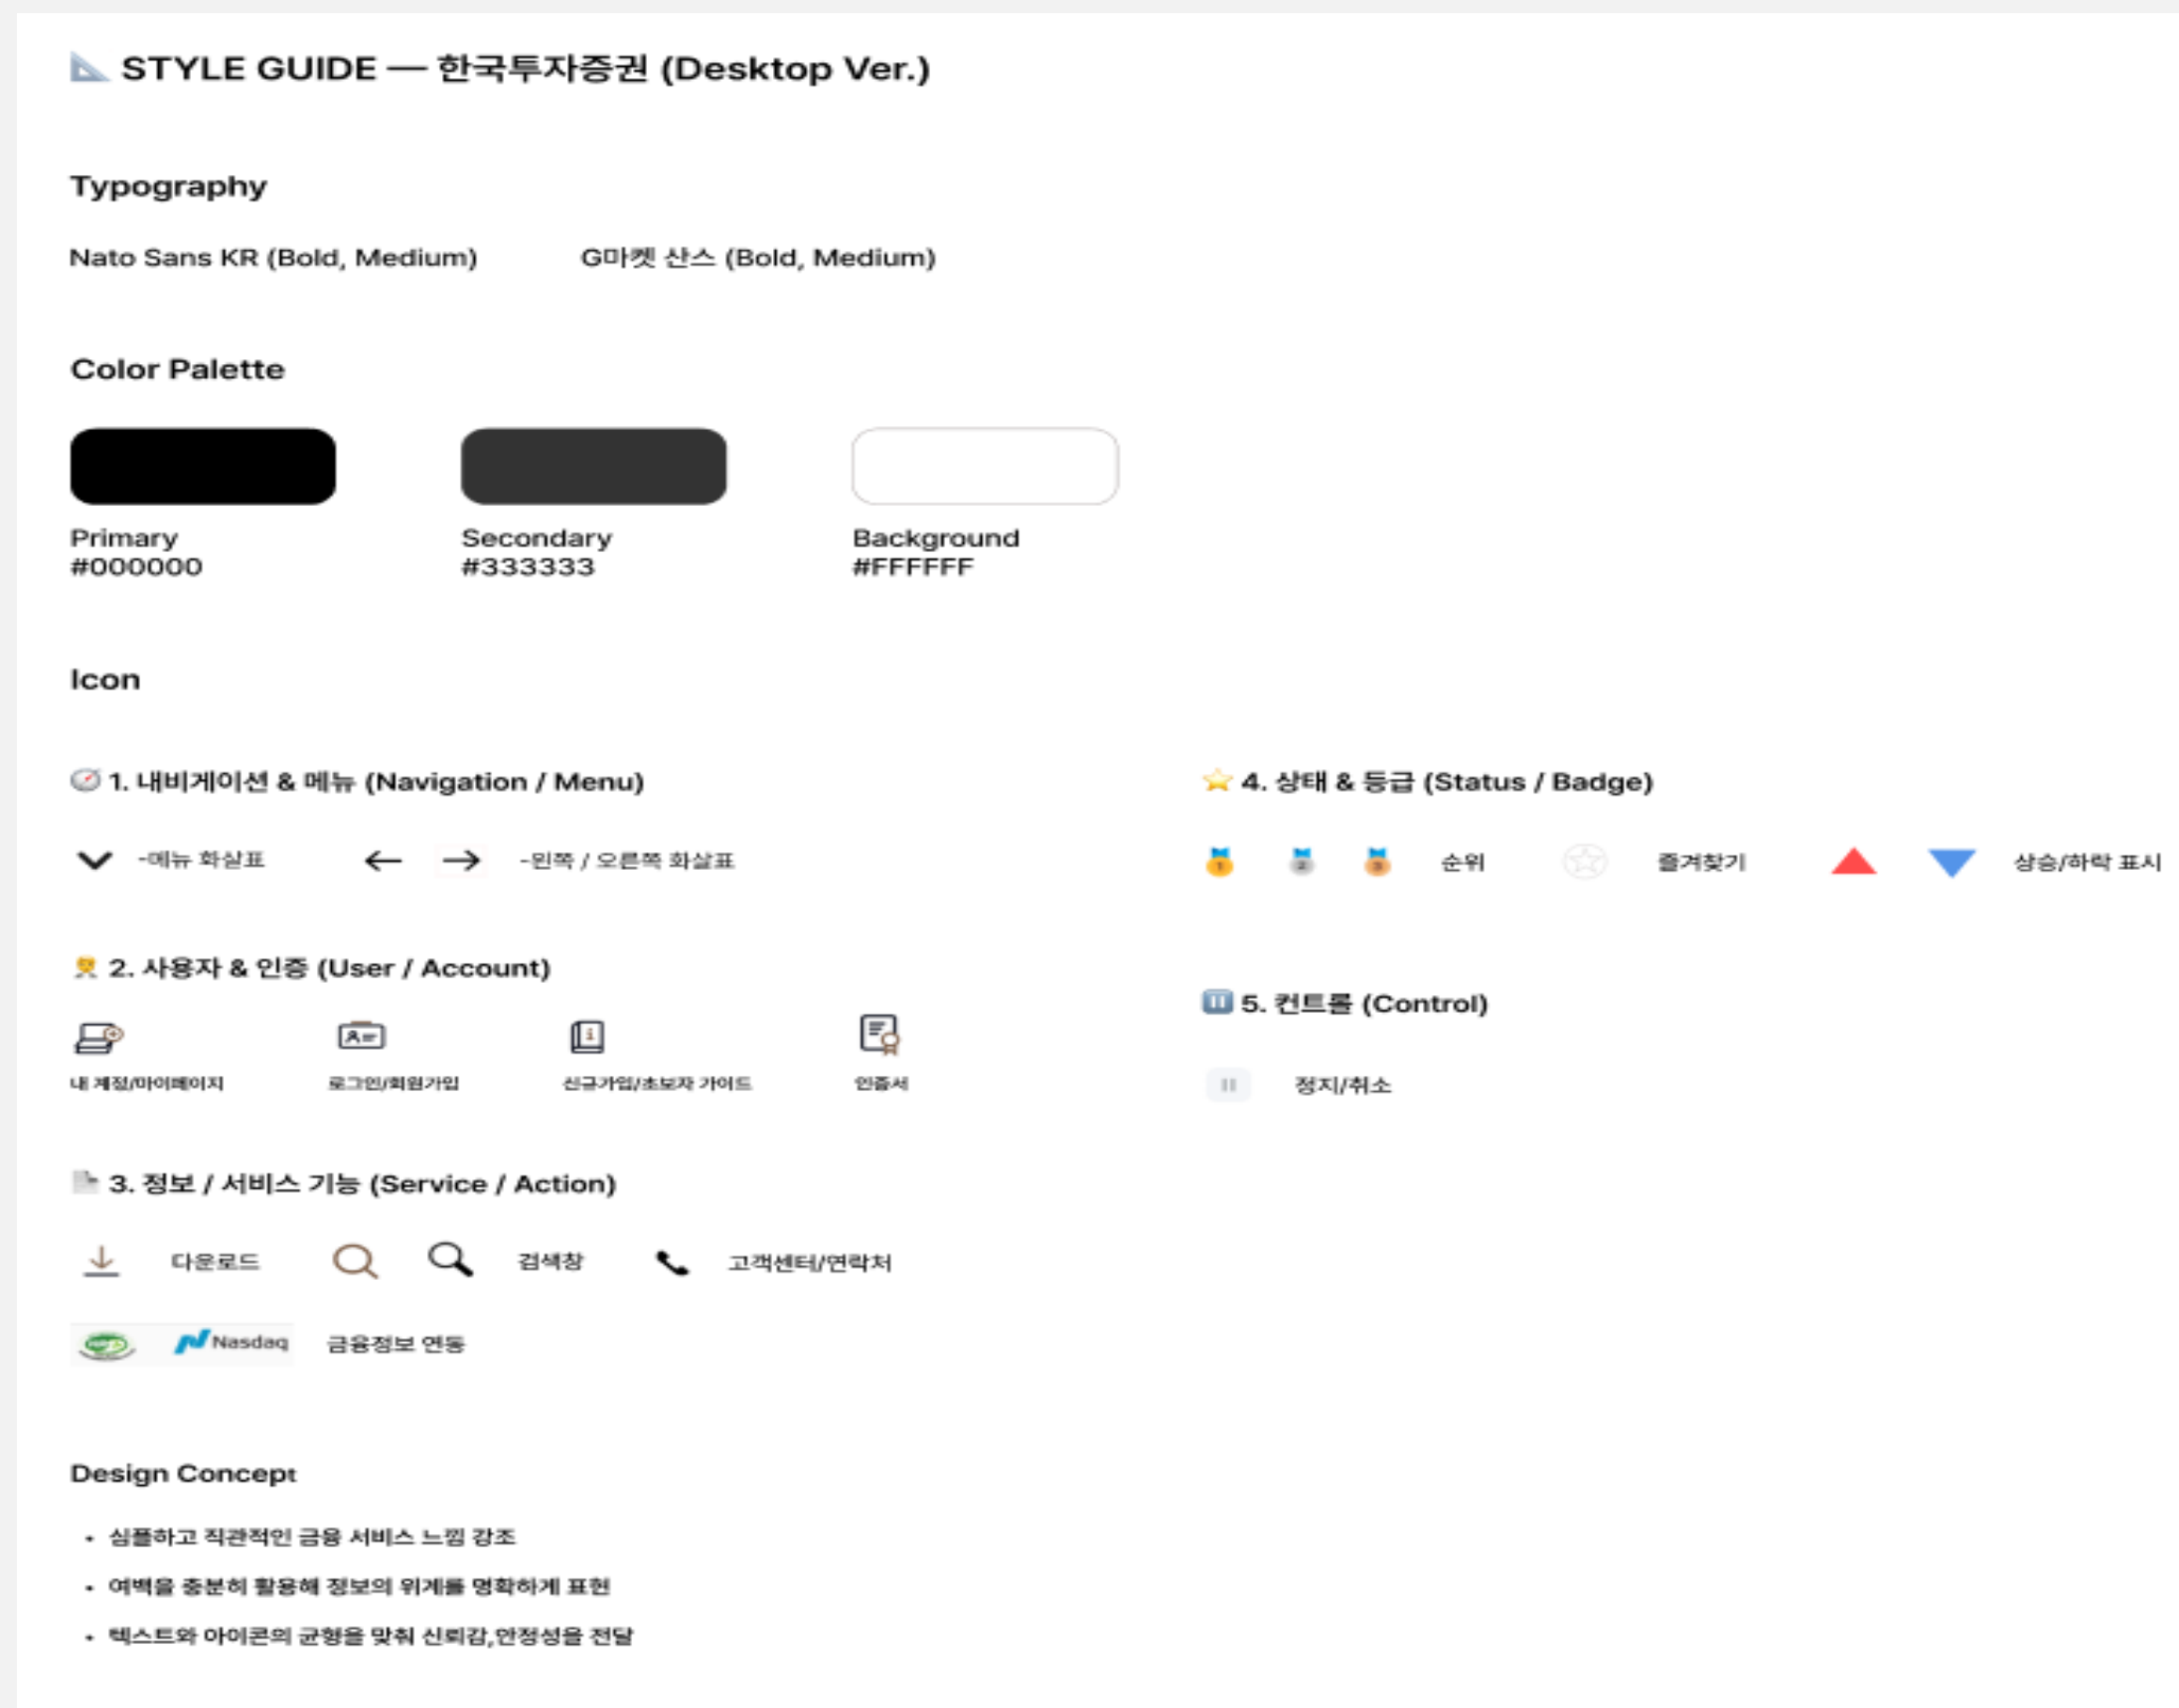 STYLE GUIDE — 한국투자증권 (Desktop Ver.)
Typography
Nato Sans KR (Bold, Medium)
G마켓 산스 (Bold, Medium)
Color Palette
Primary
#000000
Secondary
#333333
Background
#FFFFFF
Icon
1. 내비게이션 & 메뉴 (Navigation / Menu)
-메뉴 화살표
-왼쪽 / 오른쪽 화살표
2. 사용자 & 인증 (User / Account)
내 계정/마이페이지
로그인/회원가입
신규가입/초보자 가이드
인증서
3. 정보 / 서비스 기능 (Service / Action)
다운로드
검색창
고객센터/연락처
Nasdaq
금융정보 연동
4. 상태 & 등급 (Status / Badge)
1
2
3
순위
즐겨찾기
상승/하락 표시
5. 컨트롤 (Control)
정지/취소
Design Concept
• 심플하고 직관적인 금융 서비스 느낌 강조
• 여백을 충분히 활용해 정보의 위계를 명확하게 표현
• 텍스트와 아이콘의 균형을 맞춰 신뢰감,안정성을 전달